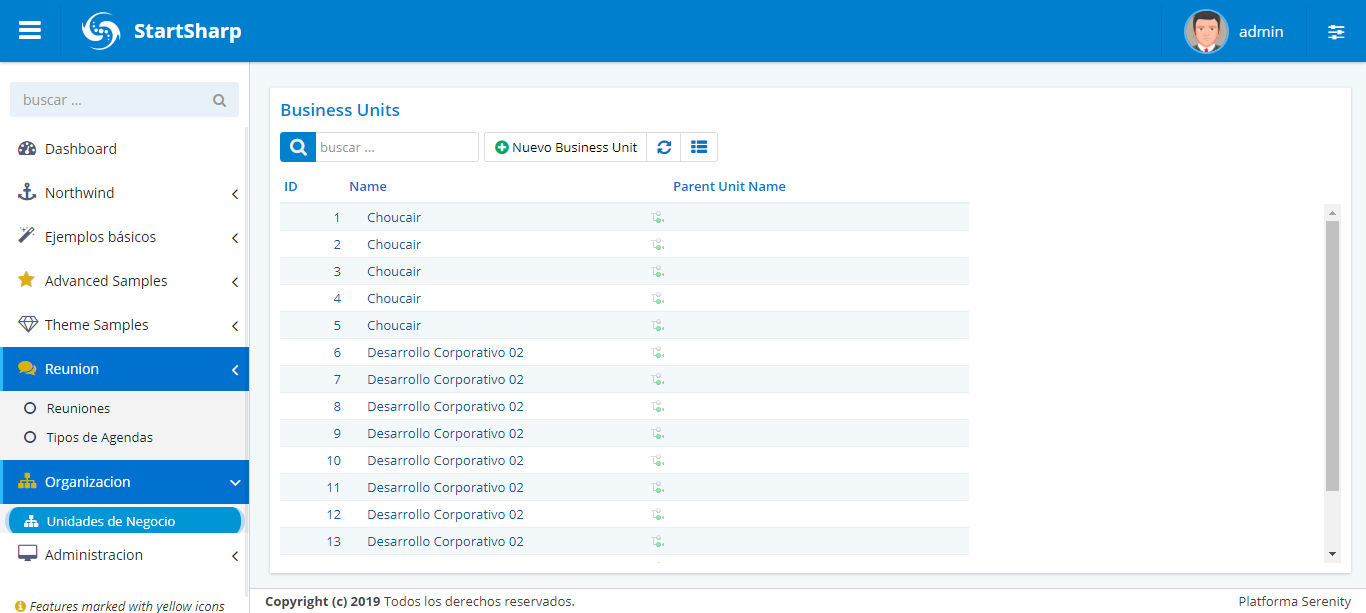 StartSharp
admin
buscar ...
Dashboard
Northwind
Ejemplos básicos
Advanced Samples
Theme Samples
Reunion
Reuniones
Tipos de Agendas
Organizacion
Unidades de Negocio
Administracion
Features marked with yellow icons
Business Units
buscar ...
Nuevo Business Unit
ID Name Parent Unit Name
1 Choucair
2 Choucair
3 Choucair
4 Choucair
5 Choucair
6 Desarrollo Corporativo 02
7 Desarrollo Corporativo 02
8 Desarrollo Corporativo 02
9 Desarrollo Corporativo 02
10 Desarrollo Corporativo 02
11 Desarrollo Corporativo 02
12 Desarrollo Corporativo 02
13 Desarrollo Corporativo 02
Copyright (c) 2019 Todos los derechos reservados.
Platforma Serenity